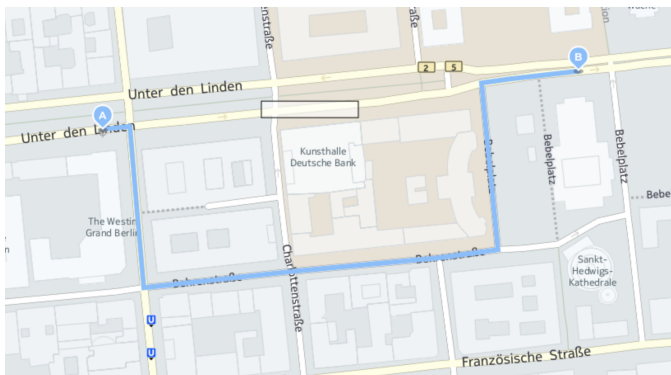 Unter den Linden
2 5
B
A
Unter den Linden
Kunsthalle
Deutsche Bank
Bebelplatz
Bebelplatz
Bebelplatz
The Westin
Grand Berlin
Behrenstraße
Behrenstraße
Charlottenstraße
Sankt-
Hedwigs-
Kathedrale
U
U
Französische Straße